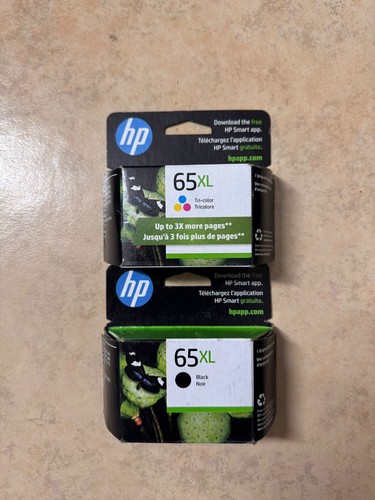 hp
Download the free
HP Smart app.
Téléchargez l'appli
HP Smart gratuite.
hpapp.com
65XL
Tri-color
Tricolore
Up to 3X more pages**
Jusqu'à 3 fois plus de pages**
hp
Download the free
HP Smart app.
Téléchargez l'appli
HP Smart gratuite.
hpapp.com
65XL
Black
Noir